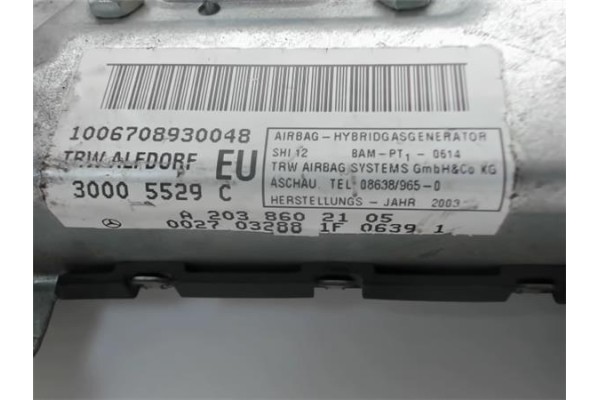 1006708930048
TRW ALFDORF EU
3000 5529 C
AIRBAG - HYBRIDGASGENERATOR
SHI 12 BAM - PT1 - 0614
TRW AIRBAG SYSTEMS GmbH&Co KG
ASCHAU. TEL 08638/965-0
HERSTELLUNGS - JAHR 2003
A 203 860 21 05
0027 03288 1F 0639 1